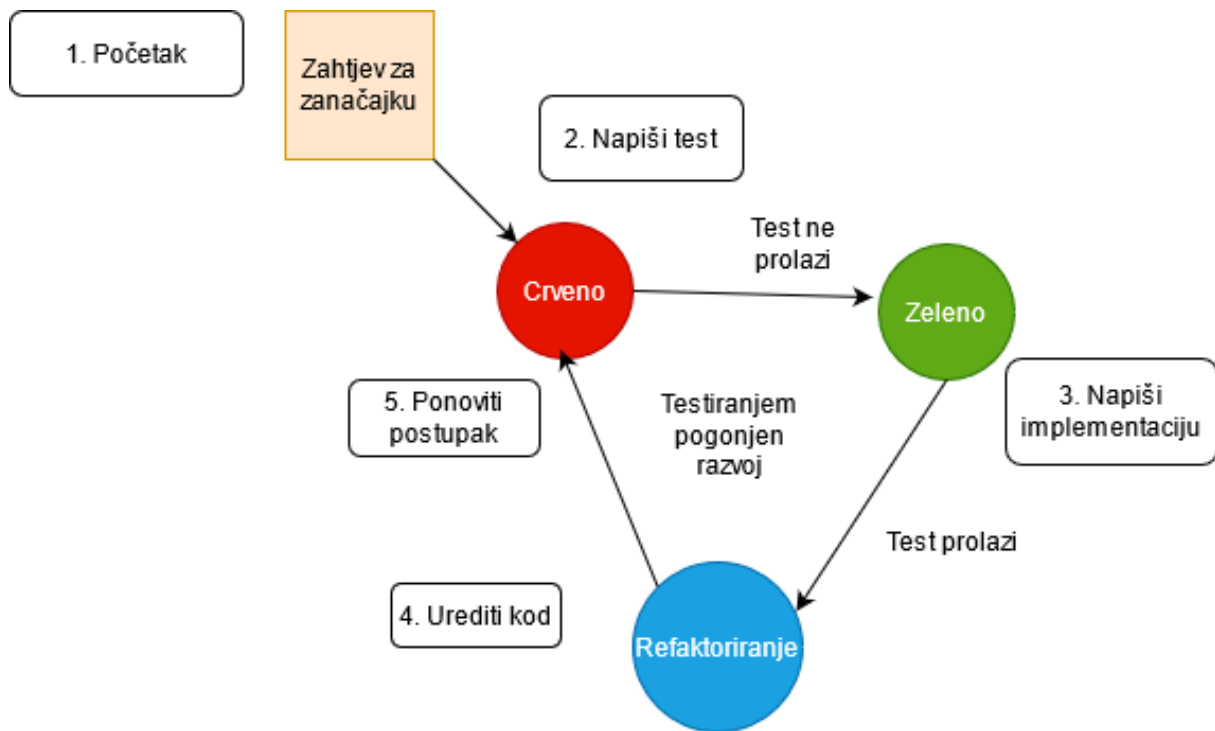 1. Početak
Zahtjev za
zanačajku
2. Napiši test
Test ne
prolazi
Crveno
Zeleno
5. Ponoviti
postupak
Testiranjem
pogonjen
razvoj
3. Napiši
implementaciju
Test prolazi
4. Urediti kod
Refaktoriranje